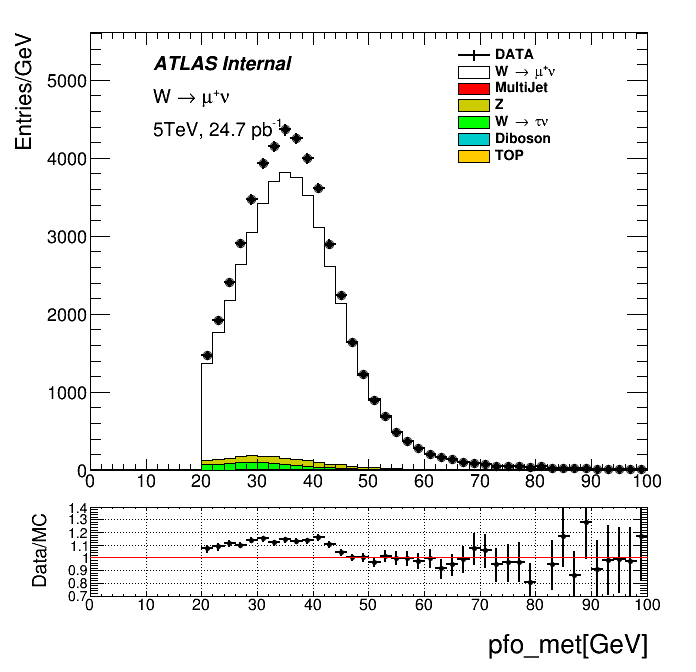 Entries/GeV
5000
4000
3000
2000
1000
0
ATLAS Internal
W → μ⁺ν
5TeV, 24.7 pb⁻¹
DATA
W → μ⁺ν
MultiJet
Z
W → τν
Diboson
TOP
0 10 20 30 40 50 60 70 80 90 100
Data/MC
1.4
1.3
1.2
1.1
1
0.9
0.8
0.7
0 10 20 30 40 50 60 70 80 90 100
pfo_met[GeV]